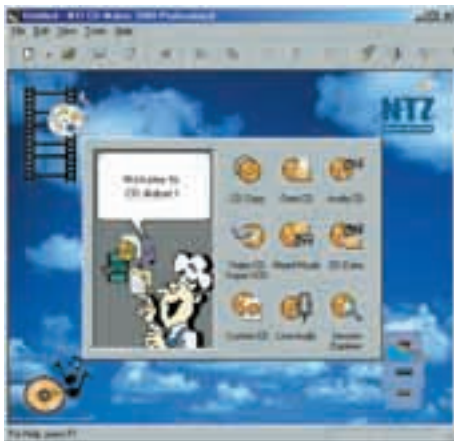 Untitled - NTI CD-Maker 2000 Professional
File Edit View Tools Help
NTI
Welcome to
CD-Maker!
CD Copy Data CD Audio CD
Video CD Mixed Mode CD Extra
Super VCD
Custom CD Live Audio Session
Explorer
For Help, press F1